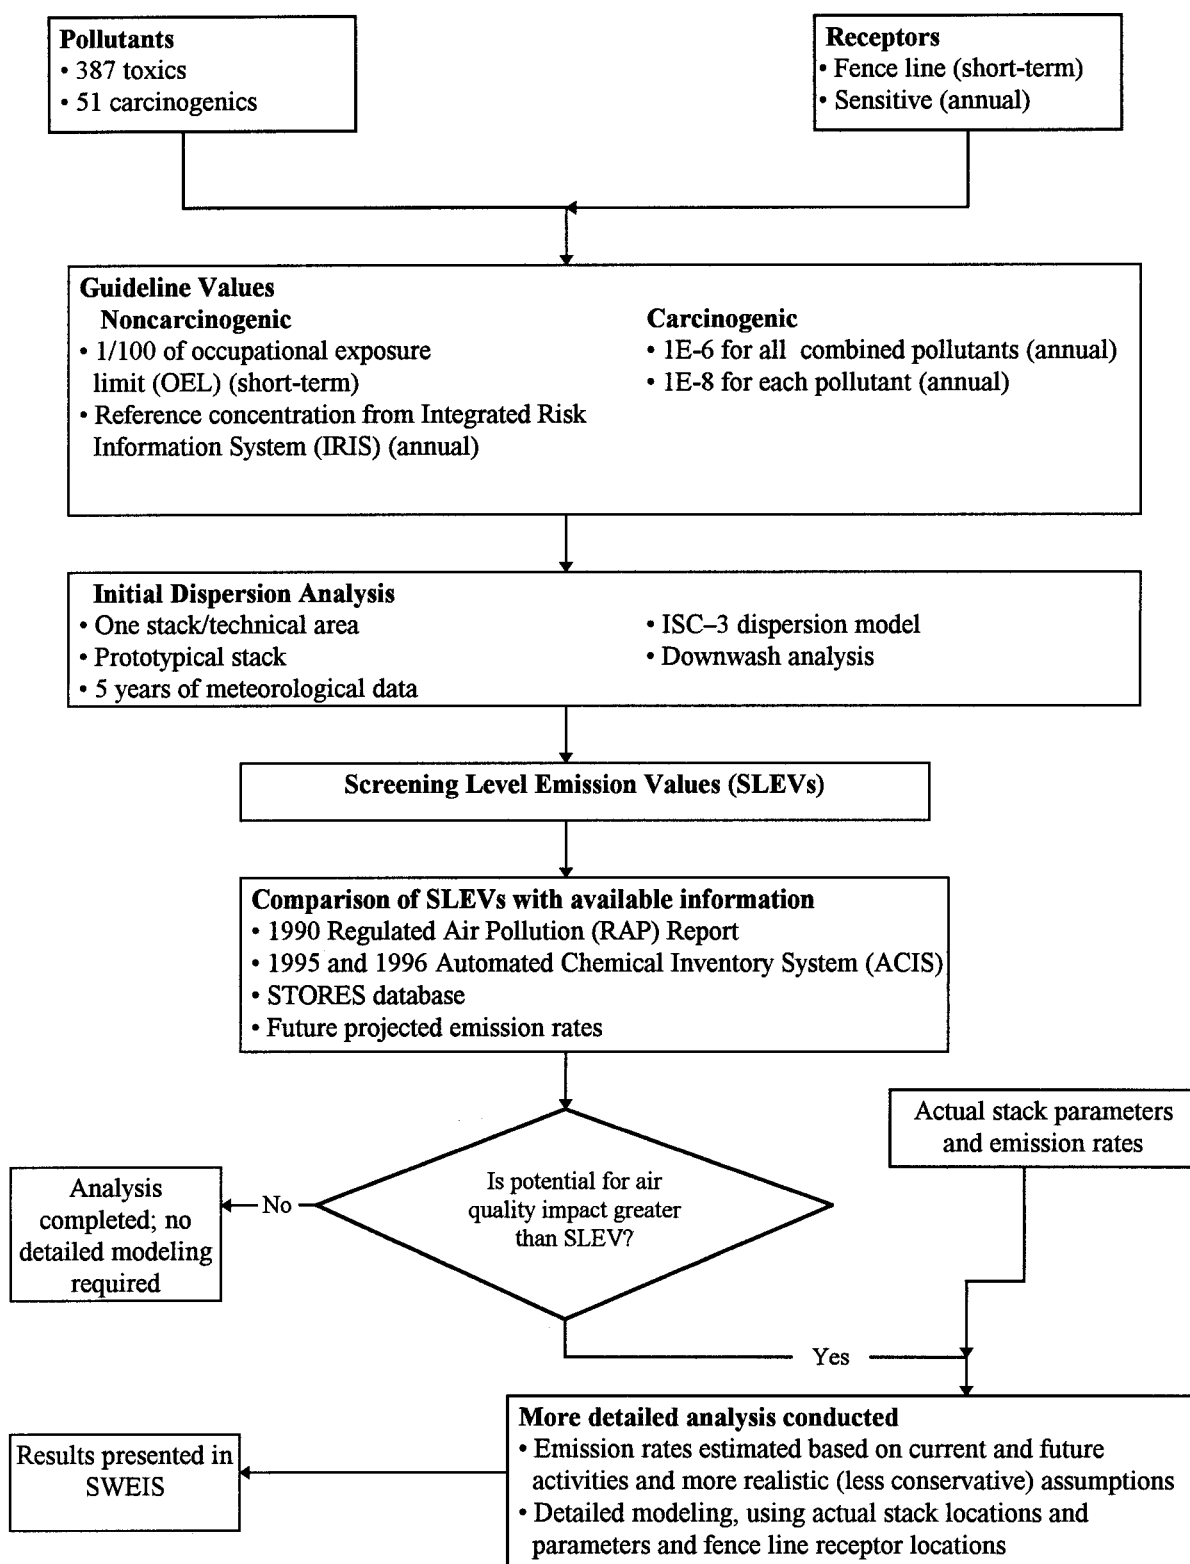 Pollutants
• 387 toxics
• 51 carcinogenics
Receptors
• Fence line (short-term)
• Sensitive (annual)
Guideline Values
Noncarcinogenic
• 1/100 of occupational exposure
limit (OEL) (short-term)
• Reference concentration from Integrated Risk
Information System (IRIS) (annual)
Carcinogenic
• 1E-6 for all combined pollutants (annual)
• 1E-8 for each pollutant (annual)
Initial Dispersion Analysis
• One stack/technical area
• Prototypical stack
• 5 years of meteorological data
• ISC–3 dispersion model
• Downwash analysis
Screening Level Emission Values (SLEVs)
Comparison of SLEVs with available information
• 1990 Regulated Air Pollution (RAP) Report
• 1995 and 1996 Automated Chemical Inventory System (ACIS)
• STORES database
• Future projected emission rates
Actual stack parameters
and emission rates
Is potential for air
quality impact greater
than SLEV?
No
Analysis
completed; no
detailed modeling
required
Yes
More detailed analysis conducted
• Emission rates estimated based on current and future
activities and more realistic (less conservative) assumptions
• Detailed modeling, using actual stack locations and
parameters and fence line receptor locations
Results presented in
SWEIS